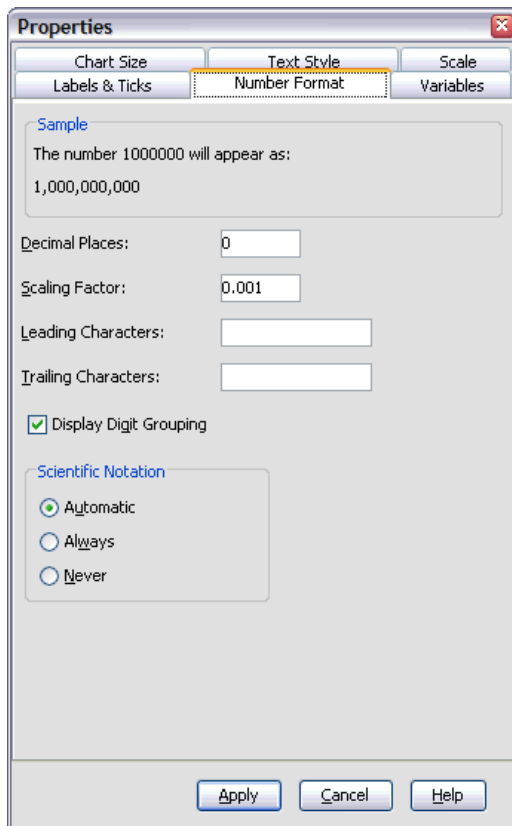 Properties
Chart Size Text Style Scale
Labels & Ticks Number Format Variables
Sample
The number 1000000 will appear as:
1,000,000,000
Decimal Places: 0
Scaling Factor: 0.001
Leading Characters:
Trailing Characters:
Display Digit Grouping
Scientific Notation
Automatic
Always
Never
Apply Cancel Help